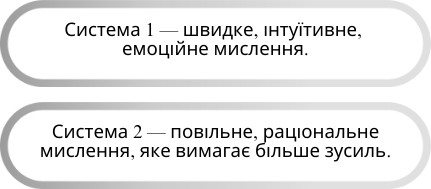 Система 1 — швидке, інтуїтивне,
емоційне мислення.
Система 2 — повільне, раціональне
мислення, яке вимагає більше зусиль.